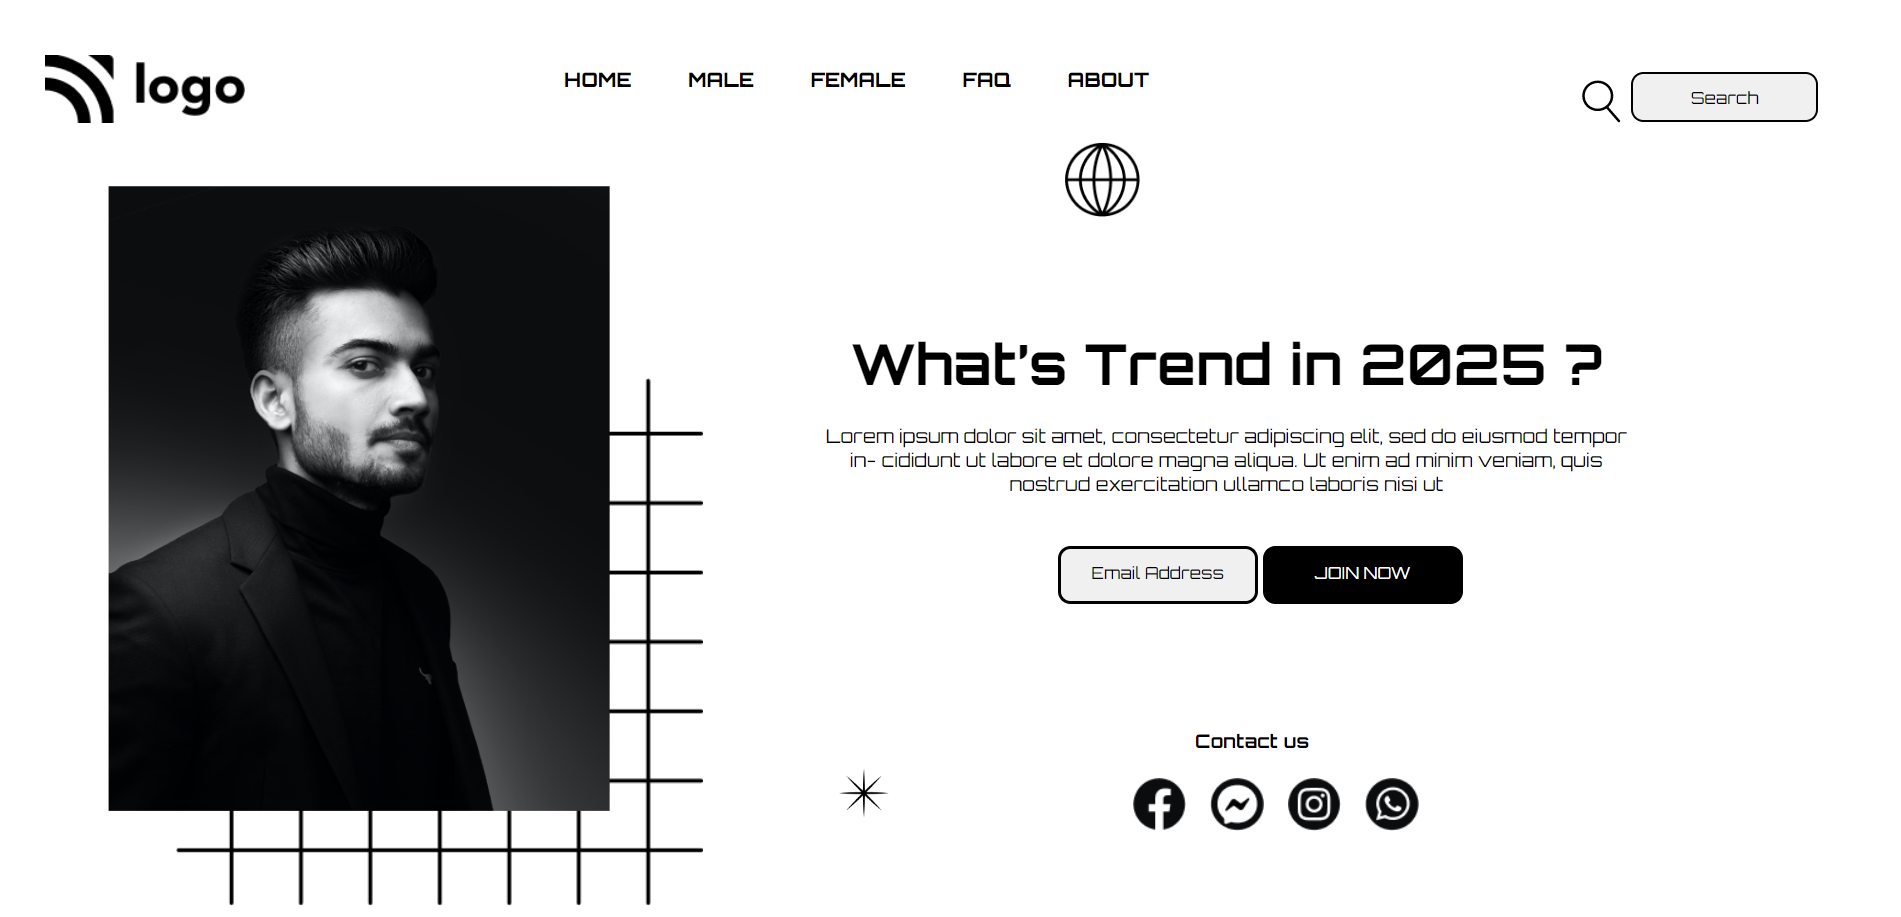 logo
HOME MALE FEMALE FAQ ABOUT
Search
What's Trend in 2025 ?
Lorem ipsum dolor sit amet, consectetur adipiscing elit, sed do eiusmod tempor
in- cididunt ut labore et dolore magna aliqua. Ut enim ad minim veniam, quis
nostrud exercitation ullamco laboris nisi ut
Email Address JOIN NOW
Contact us